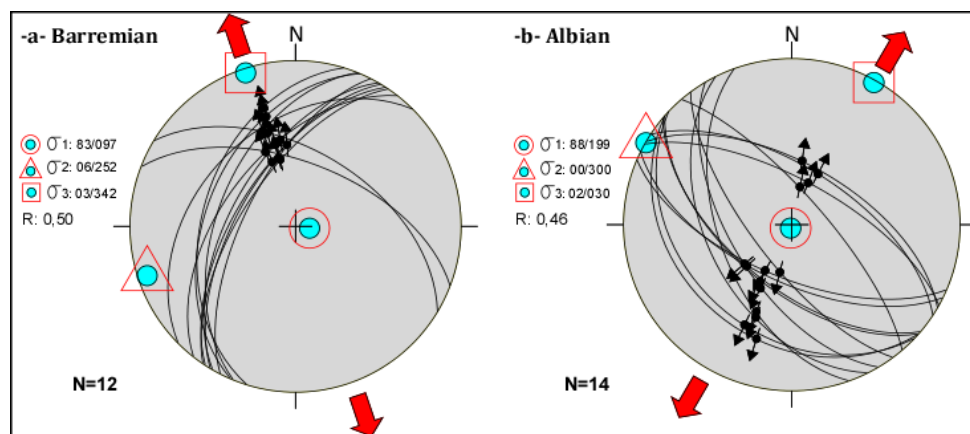 -a- Barremian
N
σ1: 83/097
σ2: 06/252
σ3: 03/342
R: 0,50
N=12
-b- Albian
N
σ1: 88/199
σ2: 00/300
σ3: 02/030
R: 0,46
N=14